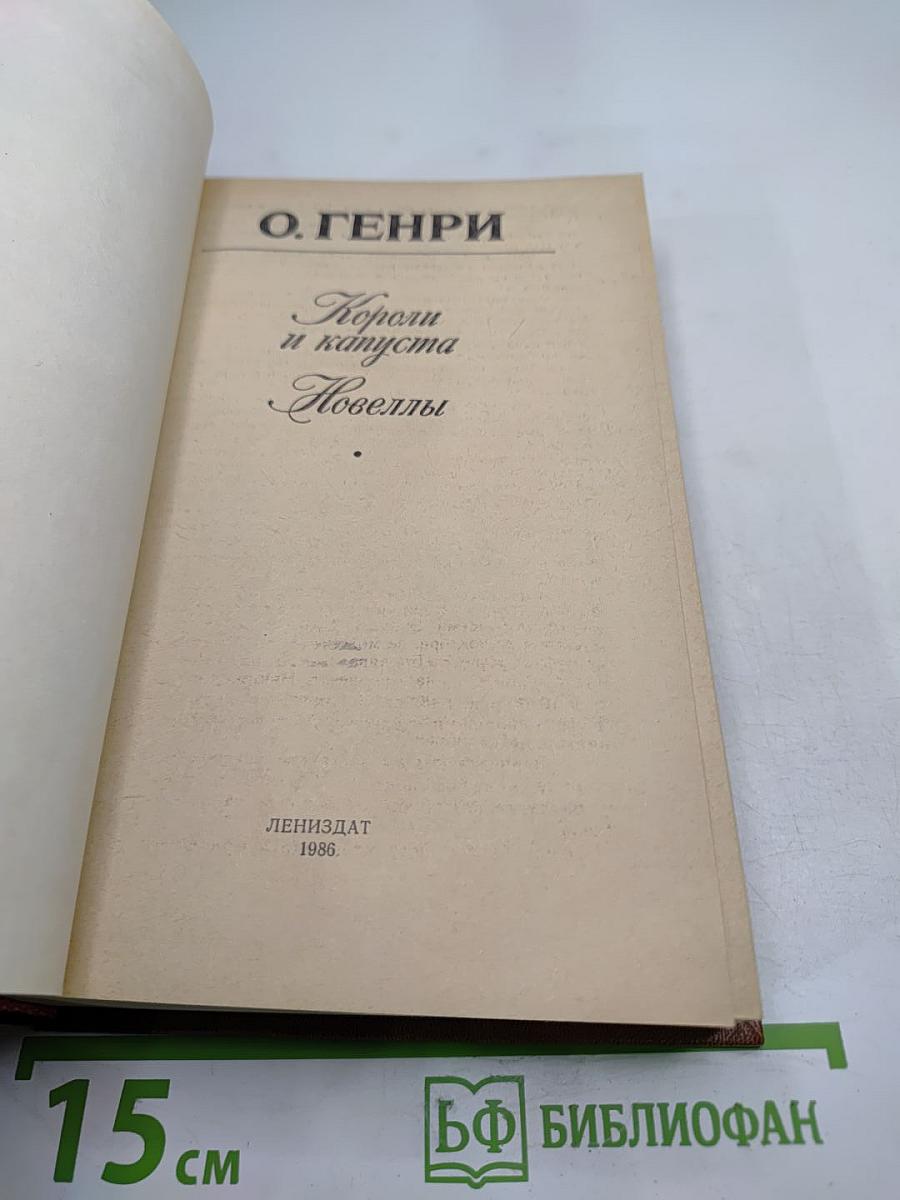 О. ГЕНРИ
Короли
и капуста
Новеллы
ЛЕНИЗДАТ
1986
15 см
БФ БИБЛИОФАН